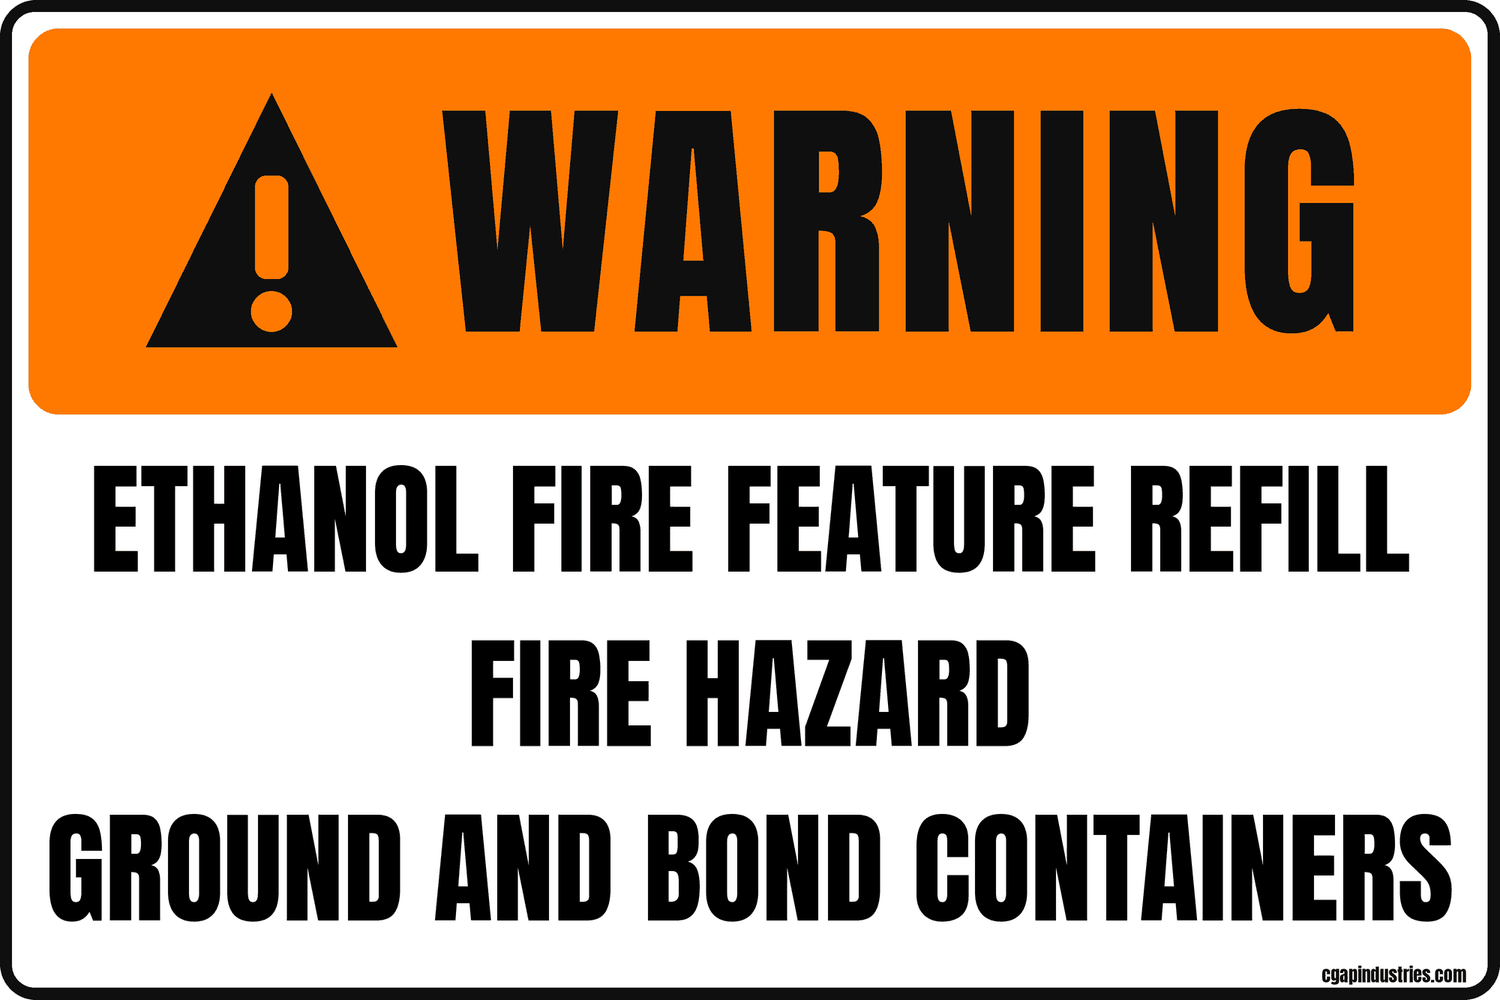 WARNING
ETHANOL FIRE FEATURE REFILL
FIRE HAZARD
GROUND AND BOND CONTAINERS
cgapindustries.com